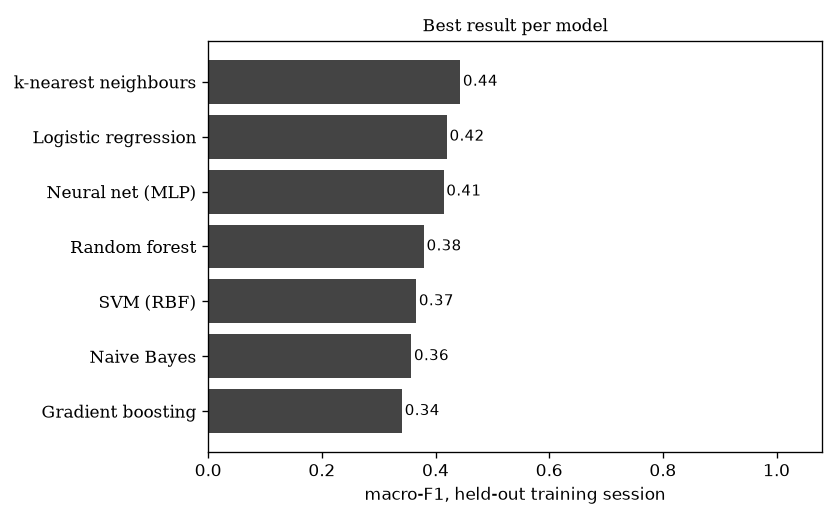 Best result per model
k-nearest neighbours 0.44
Logistic regression 0.42
Neural net (MLP) 0.41
Random forest 0.38
SVM (RBF) 0.37
Naive Bayes 0.36
Gradient boosting 0.34
0.0 0.2 0.4 0.6 0.8 1.0
macro-F1, held-out training session